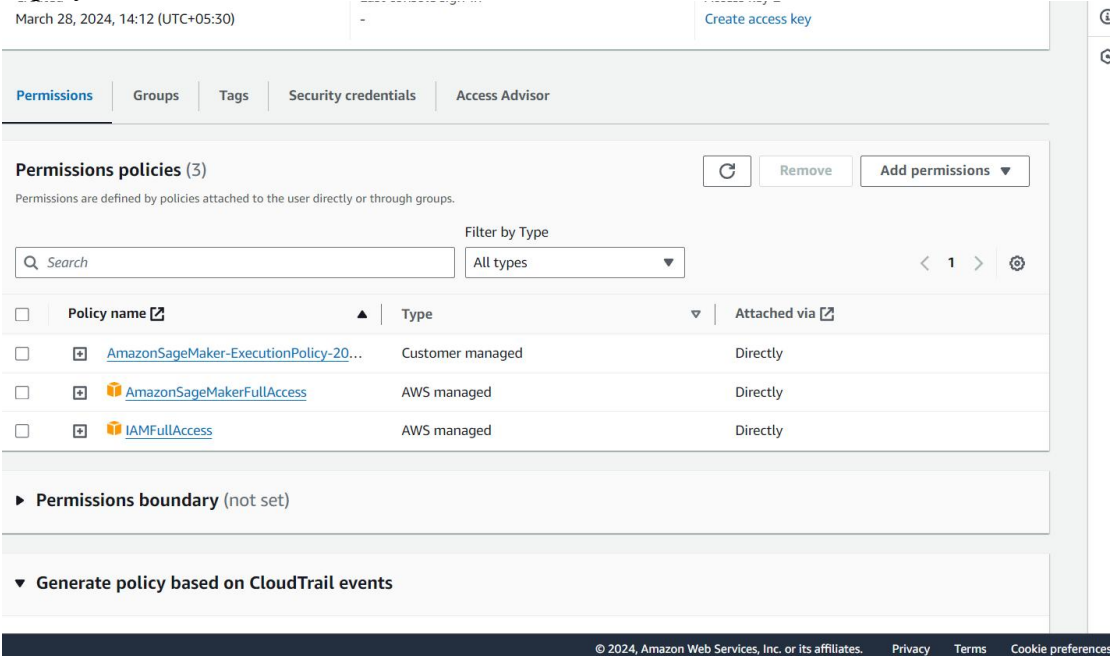 March 28, 2024, 14:12 (UTC+05:30)
-
Create access key
Permissions Groups Tags Security credentials Access Advisor
Permissions policies (3)
Remove
Add permissions
Permissions are defined by policies attached to the user directly or through groups.
Filter by Type
Search
All types
1
Policy name Type Attached via
AmazonSageMaker-ExecutionPolicy-20... Customer managed Directly
AmazonSageMakerFullAccess AWS managed Directly
IAMFullAccess AWS managed Directly
Permissions boundary (not set)
Generate policy based on CloudTrail events
© 2024, Amazon Web Services, Inc. or its affiliates. Privacy Terms Cookie preferences